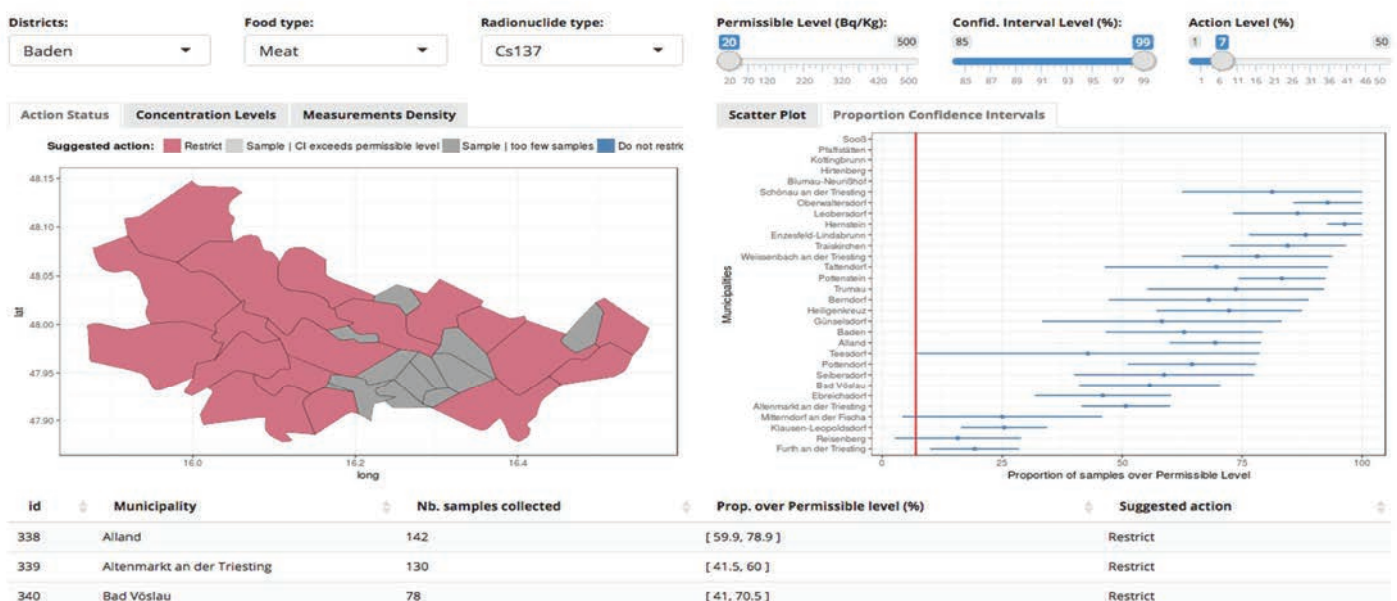 Districts: Food type: Radionuclide type: Permissible Level (Bq/Kg): Confid. Interval Level (%): Action Level (%)
Baden Meat Cs137
20 500 85 99 1 7 50
20 70 120 220 320 420 500 85 87 89 91 93 95 97 99 1 6 11 16 21 26 31 36 41 46 50
Action Status Concentration Levels Measurements Density Scatter Plot Proportion Confidence Intervals
Suggested action: Restrict Sample | CI exceeds permissible level Sample | too few samples Do not restric
48.15
48.10
48.05
48.00
47.95
47.90
lat
16.0 16.2 16.4
long
Municipalities
Sooß
Pfaffstätten
Kottingbrunn
Hirtenberg
Blumau-Neurißhof
Schönau an der Triesting
Oberwaltersdorf
Leobersdorf
Hernstein
Enzesfeld-Lindabrunn
Traiskirchen
Weissenbach an der Triesting
Tattendorf
Pottenstein
Trumau
Berndorf
Heiligenkreuz
Günselsdorf
Baden
Alland
Teesdorf
Pottendorf
Seibersdorf
Bad Vöslau
Ebreichsdorf
Altenmarkt an der Triesting
Mitterndorf an der Fischa
Klausen-Leopoldsdorf
Reisenberg
Furth an der Triesting
0 25 50 75 100
Proportion of samples over Permissible Level
id Municipality Nb. samples collected Prop. over Permissible level (%) Suggested action
338 Alland 142 [ 59.9, 78.9 ] Restrict
339 Altenmarkt an der Triesting 130 [ 41.5, 60 ] Restrict
340 Bad Vöslau 78 [ 41, 70.5 ] Restrict